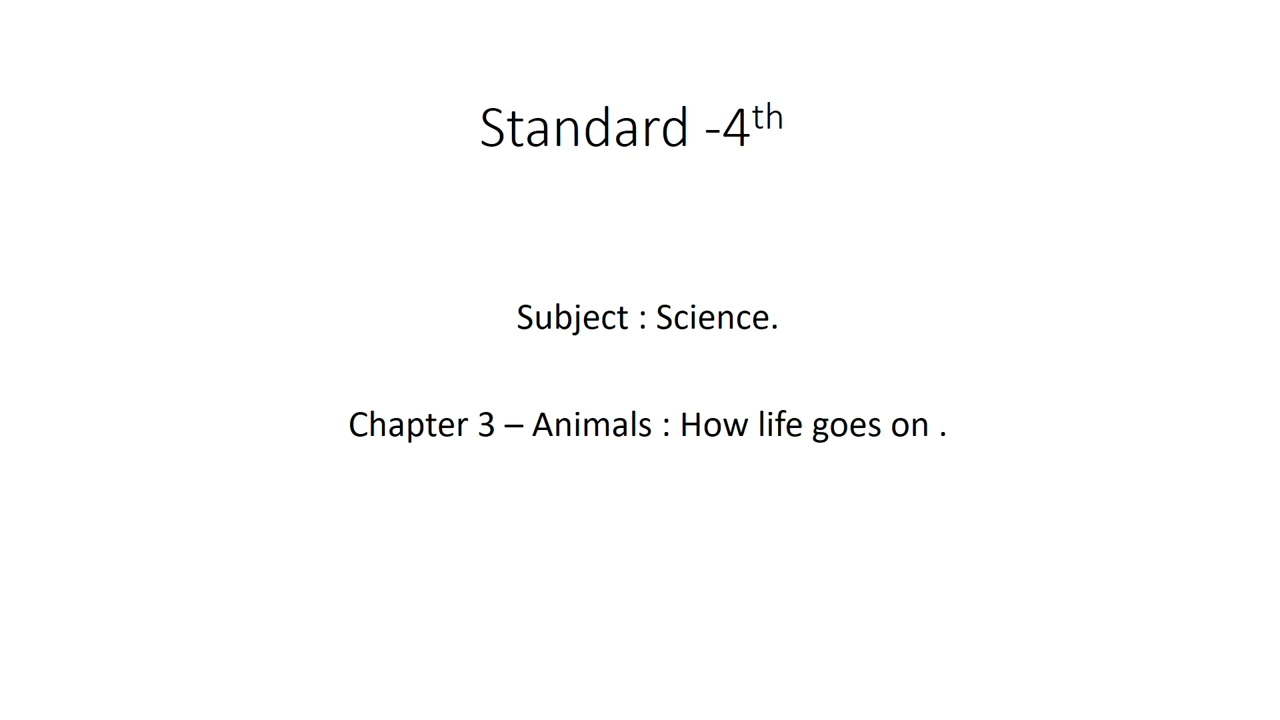 Standard -4th
Subject : Science.
Chapter 3 – Animals : How life goes on .